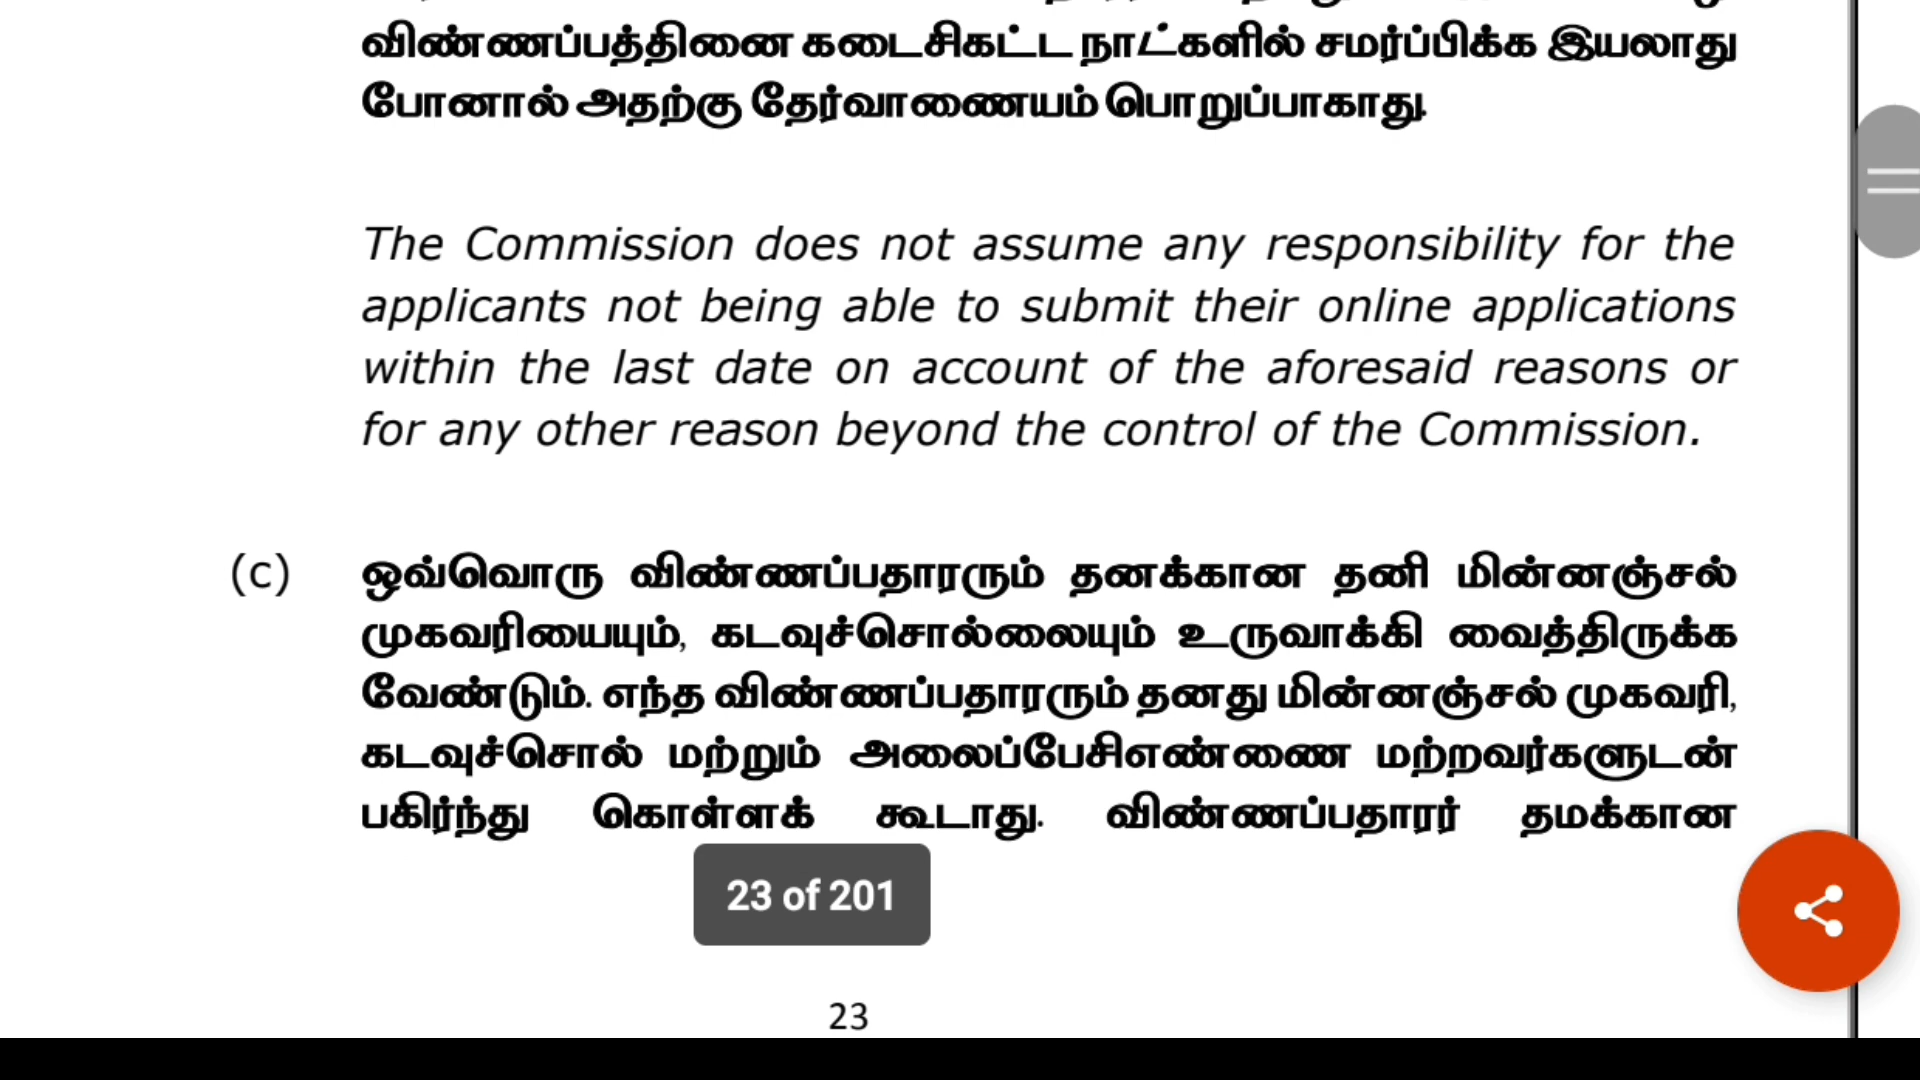 விண்ணப்பத்தினை கடைசிகட்ட நாட்களில் சமர்ப்பிக்க இயலாது
போனால் அதற்கு தேர்வாணையம் பொறுப்பாகாது.
The Commission does not assume any responsibility for the
applicants not being able to submit their online applications
within the last date on account of the aforesaid reasons or
for any other reason beyond the control of the Commission.
(c) ஒவ்வொரு விண்ணப்பதாரரும் தனக்கான தனி மின்னஞ்சல்
முகவரியையும், கடவுச்சொல்லையும் உருவாக்கி வைத்திருக்க
வேண்டும். எந்த விண்ணப்பதாரரும் தனது மின்னஞ்சல் முகவரி,
கடவுச்சொல் மற்றும் அலைப்பேசிஎண்ணை மற்றவர்களுடன்
பகிர்ந்து கொள்ளக் கூடாது. விண்ணப்பதாரர் தமக்கான
23 of 201
23